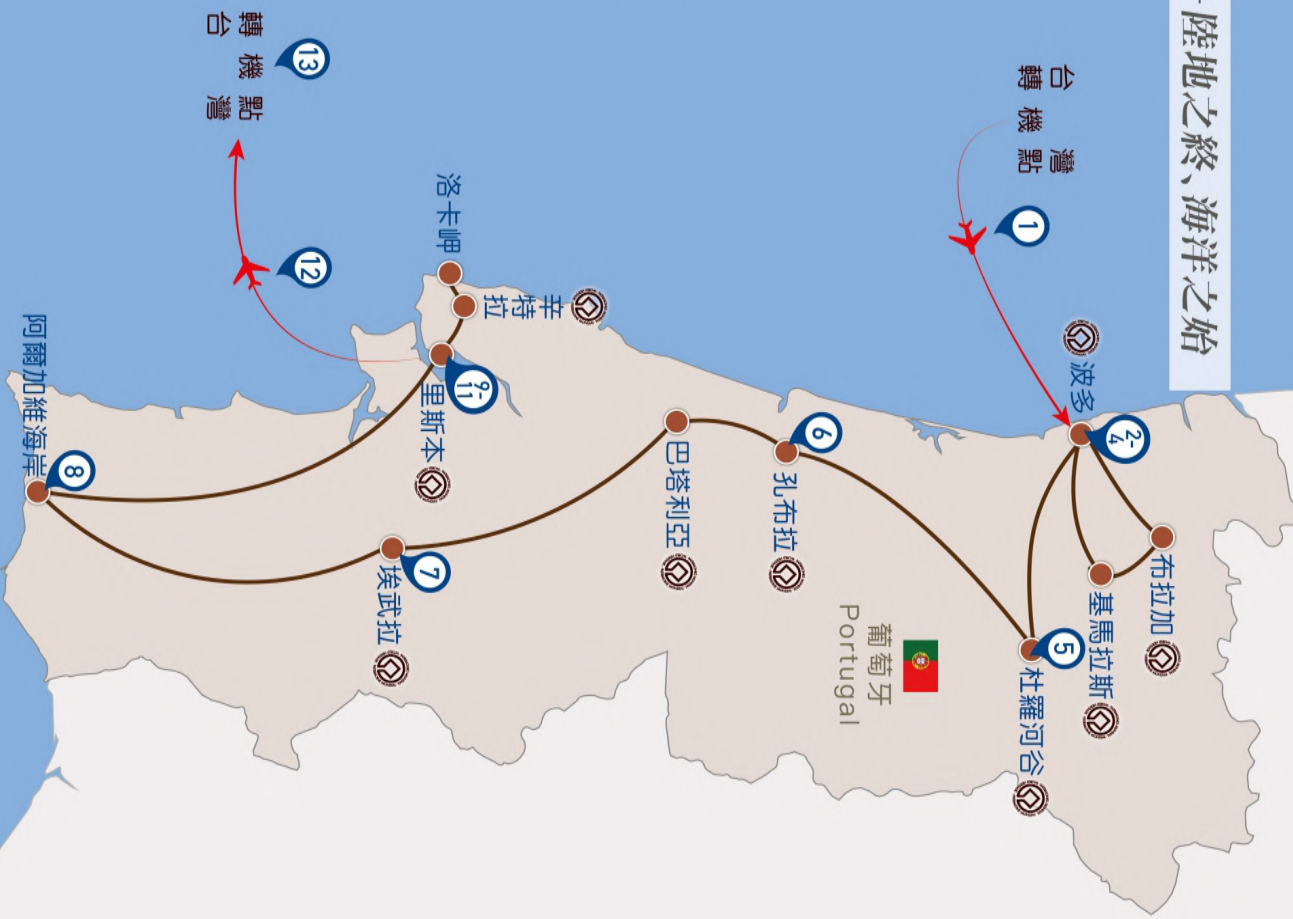 陸地之終、海洋之始
台灣
轉機點
1
波多
2-4
布拉加
基馬拉斯
杜羅河谷
5
葡萄牙
Portugal
孔布拉
6
巴塔利亞
埃武拉
7
阿爾加維海岸
8
里斯本
9-11
辛特拉
洛卡岬
12
13
轉機點
台灣